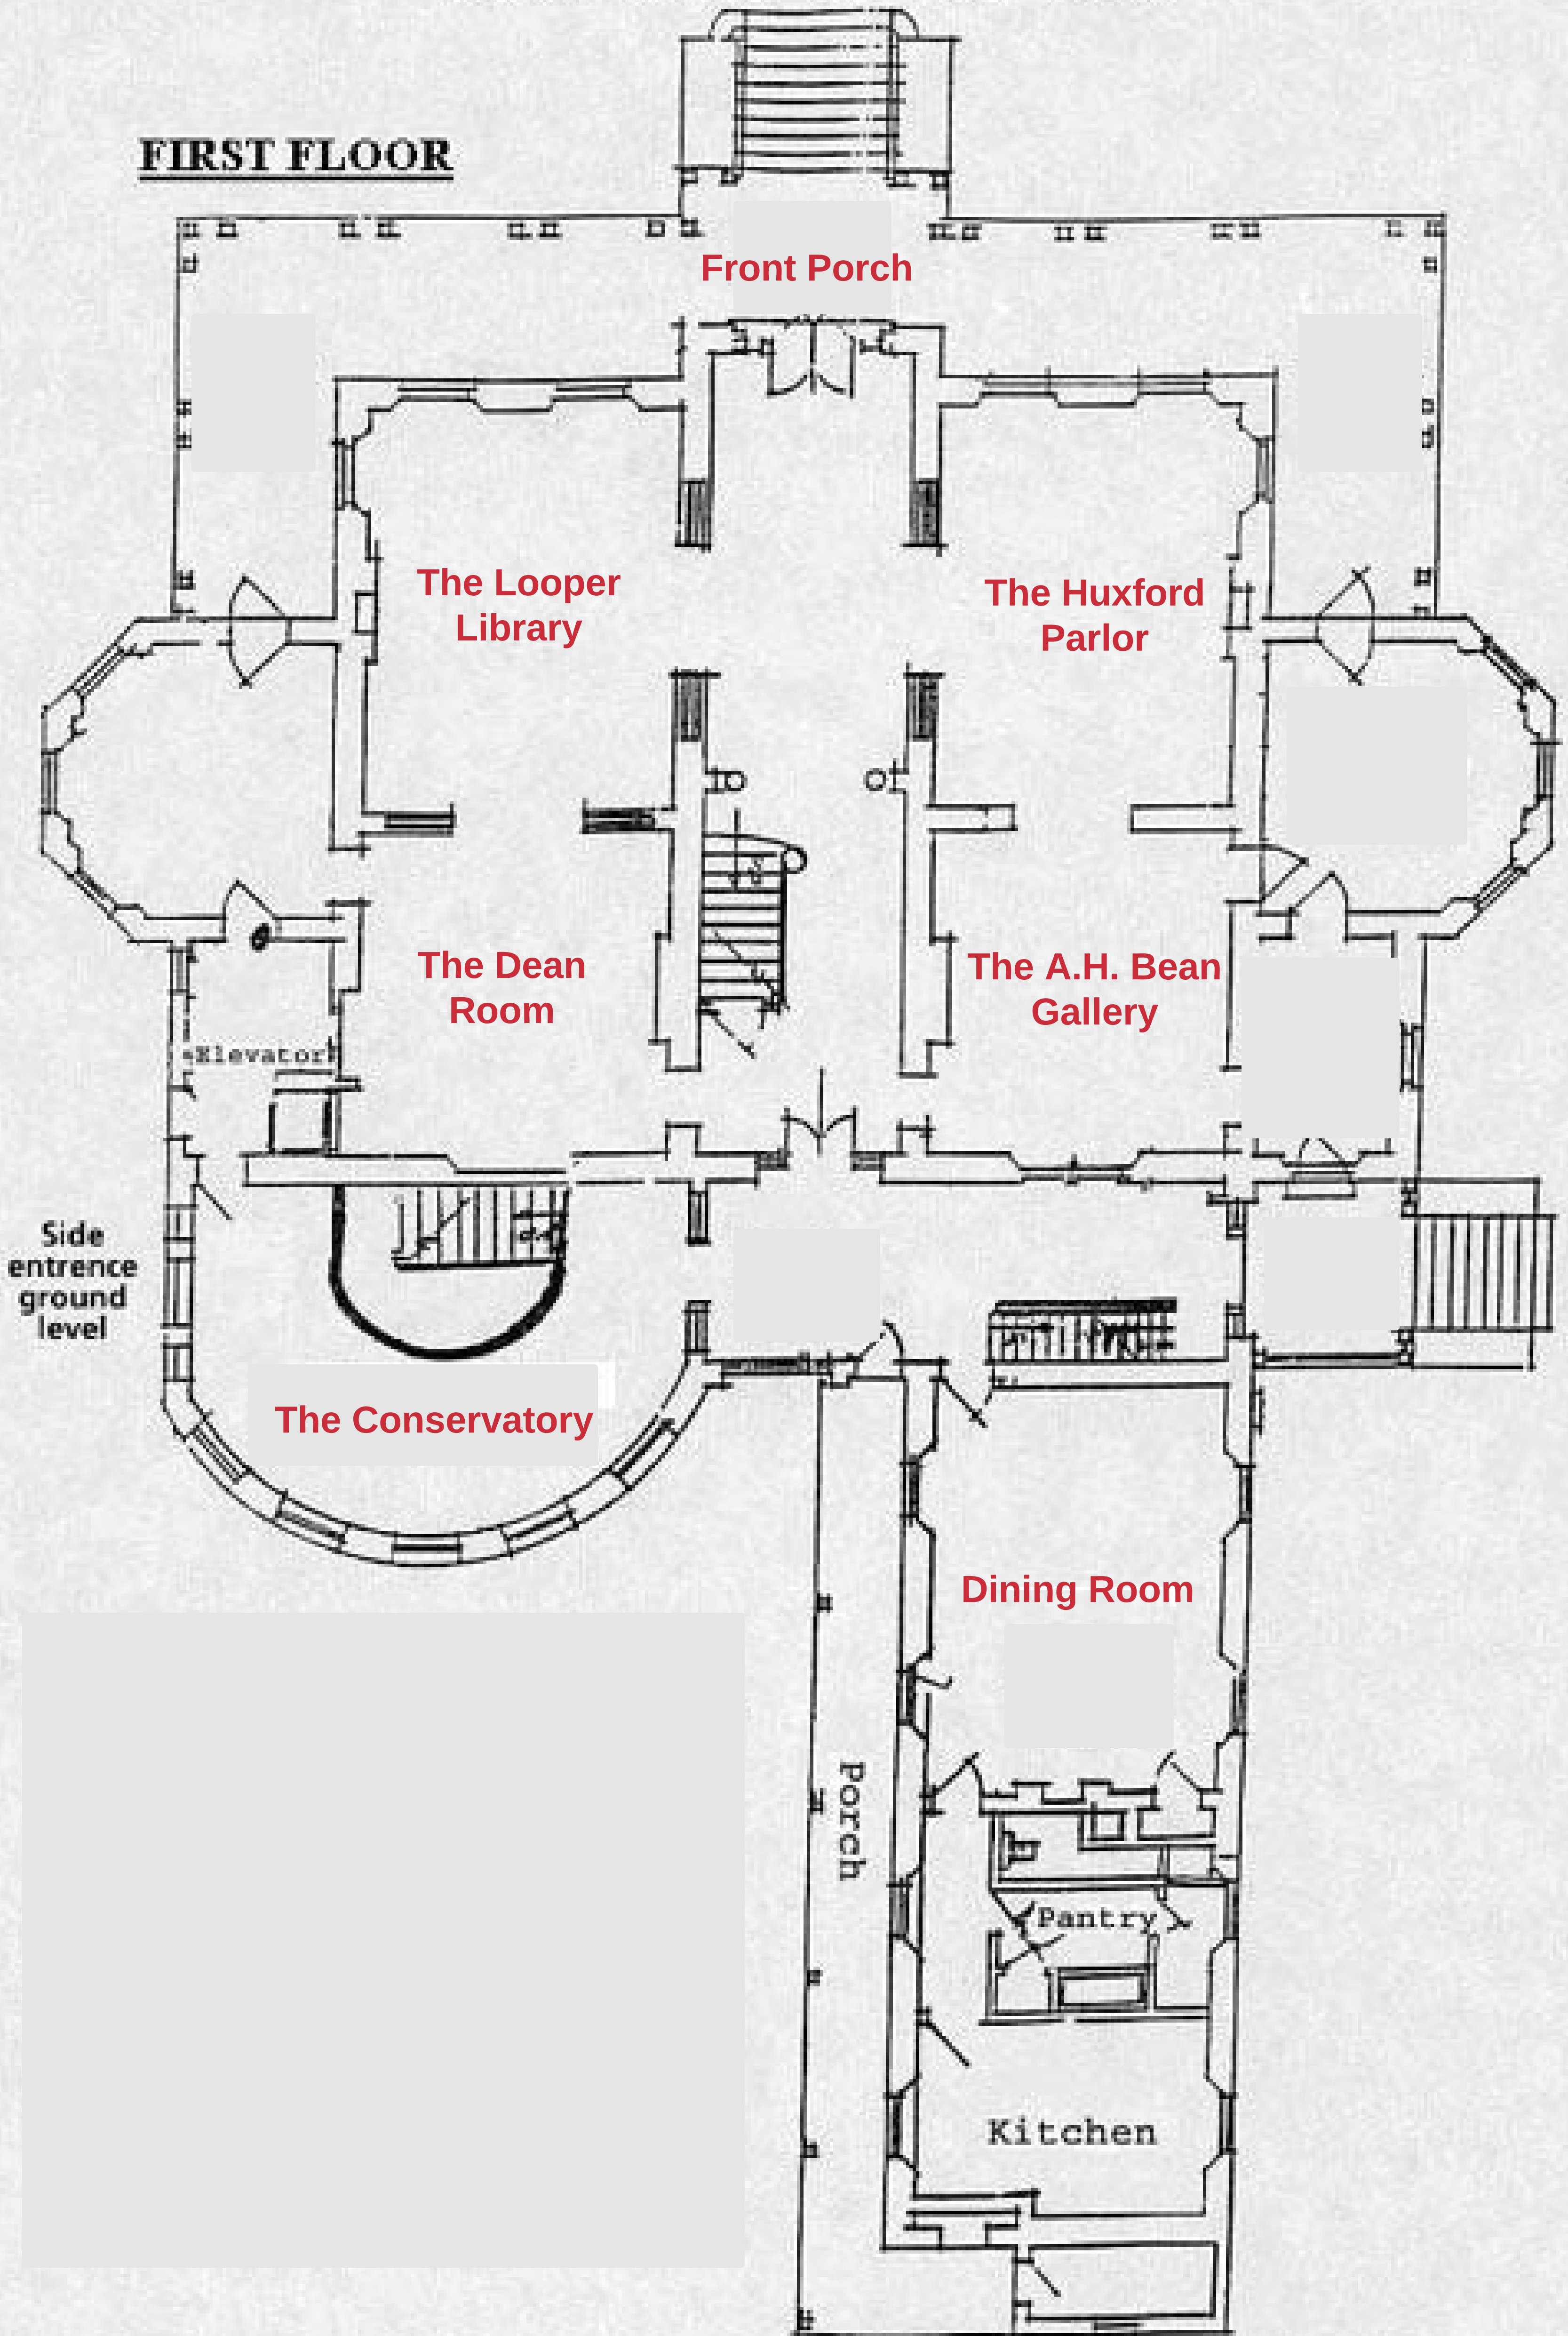 FIRST FLOOR
Front Porch
The Looper
Library
The Huxford
Parlor
The Dean
Room
The A.H. Bean
Gallery
Elevator
Side
entrence
ground
level
The Conservatory
Dining Room
Porch
Pantry
Kitchen